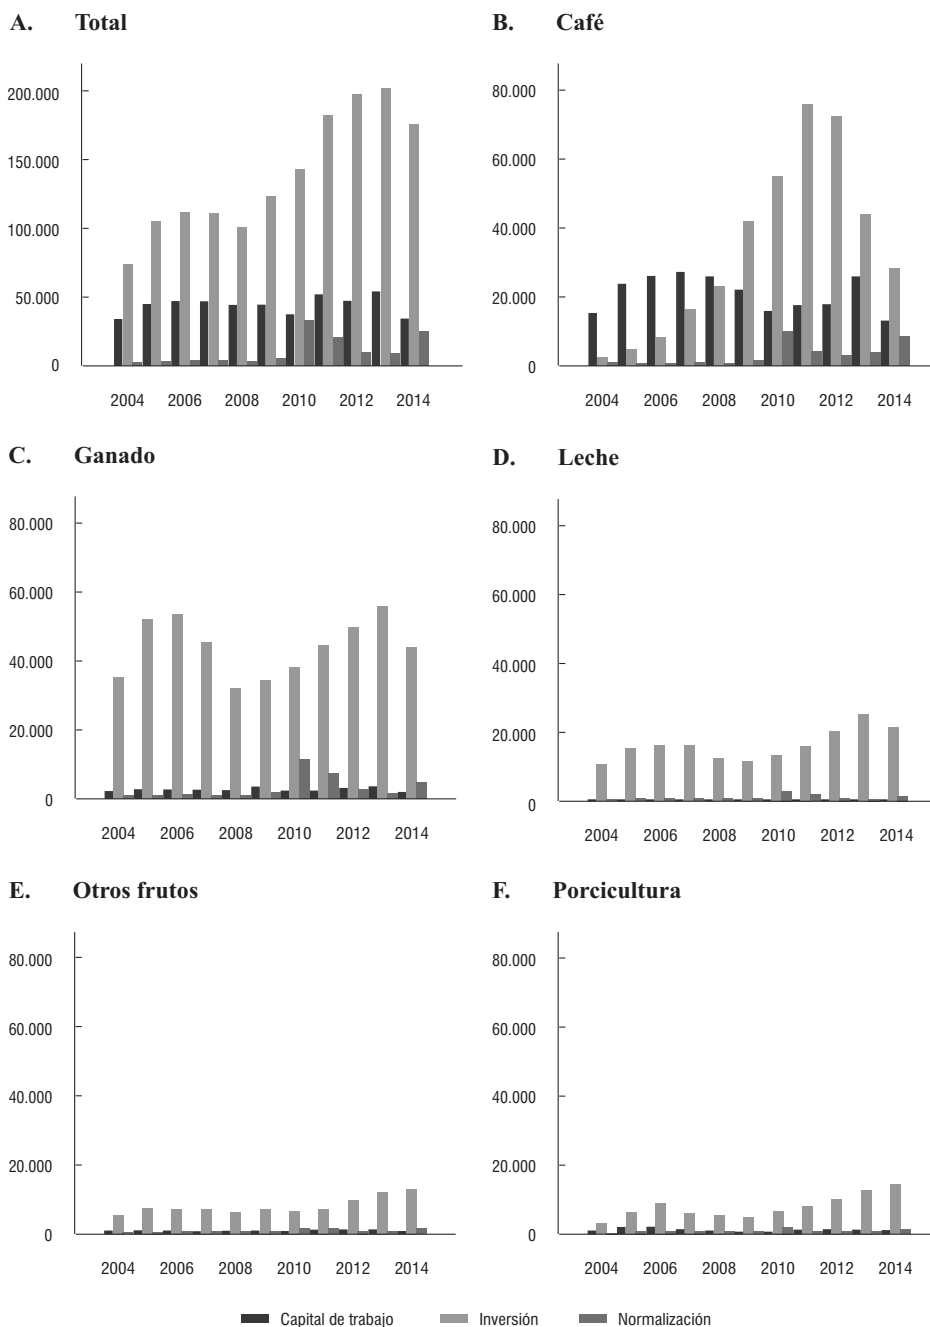 A. Total
200.000
150.000
100.000
50.000
0
2004 2006 2008 2010 2012 2014
B. Café
80.000
60.000
40.000
20.000
0
2004 2006 2008 2010 2012 2014
C. Ganado
80.000
60.000
40.000
20.000
0
2004 2006 2008 2010 2012 2014
D. Leche
80.000
60.000
40.000
20.000
0
2004 2006 2008 2010 2012 2014
E. Otros frutos
80.000
60.000
40.000
20.000
0
2004 2006 2008 2010 2012 2014
F. Porcicultura
80.000
60.000
40.000
20.000
0
2004 2006 2008 2010 2012 2014
Capital de trabajo Inversión Normalización